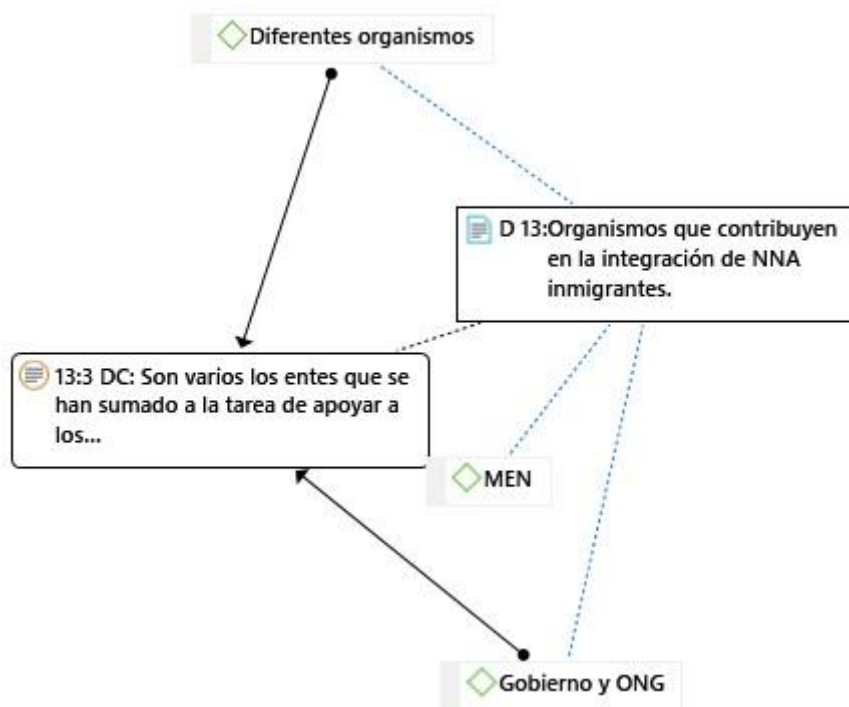 Diferentes organismos
D 13:Organismos que contribuyen
en la integración de NNA
inmigrantes.
13:3 DC: Son varios los entes que se
han sumado a la tarea de apoyar a
los...
MEN
Gobierno y ONG